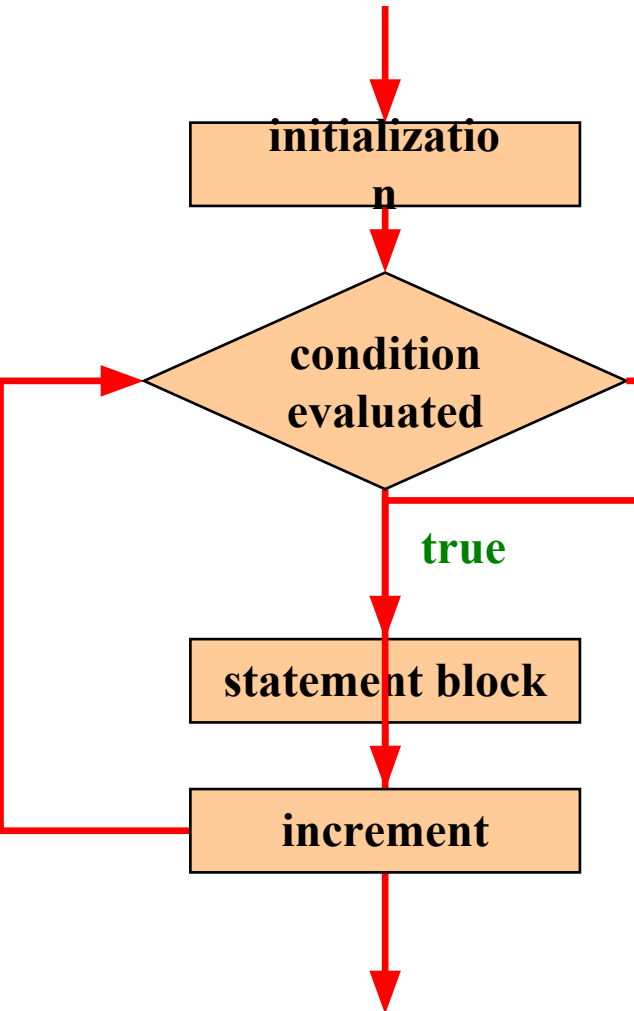 initializatio
n
condition
evaluated
true
statement block
increment